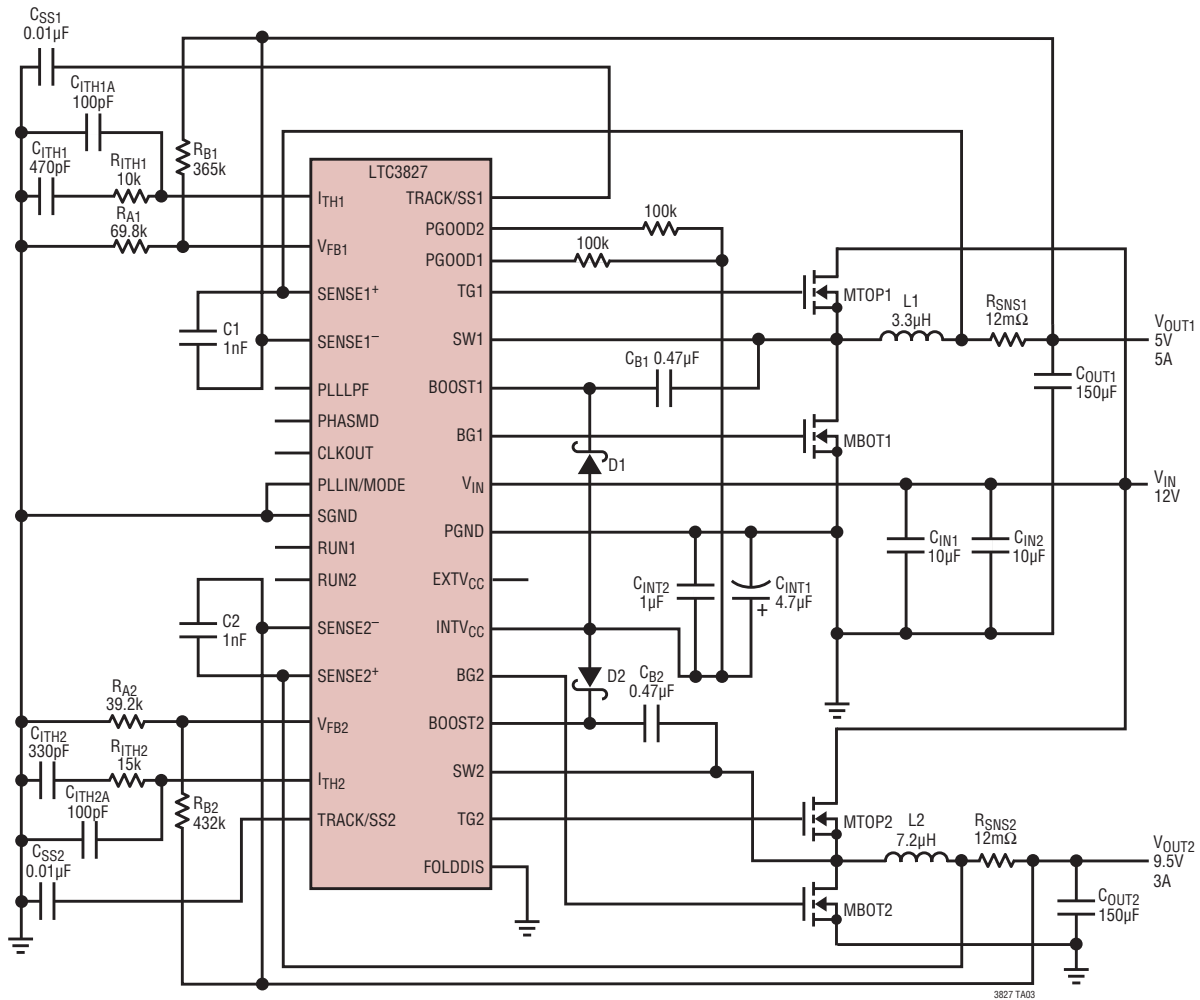 CSS1
0.01µF
CITH1A
100pF
CITH1
470pF
RITH1
10k
RB1
365k
RA1
69.8k
LTC3827
ITH1
TRACK/SS1
VFB1
PGOOD2
100k
PGOOD1
100k
SENSE1+
TG1
MTOP1
L1
3.3µH
RSNS1
12mΩ
VOUT1
5V
5A
C1
1nF
SENSE1–
SW1
CB1 0.47µF
COUT1
150µF
PLLLPF
BOOST1
PHASMD
BG1
MBOT1
CLKOUT
D1
PLLIN/MODE
VIN
VIN
12V
SGND
PGND
CIN1
10µF
CIN2
10µF
RUN1
RUN2
EXTVCC
CINT2
1µF
CINT1
4.7µF
+
C2
1nF
SENSE2–
INTVCC
SENSE2+
BG2
D2
CB2
0.47µF
RA2
39.2k
VFB2
BOOST2
CITH2
330pF
RITH2
15k
ITH2
SW2
CITH2A
100pF
RB2
432k
TRACK/SS2
TG2
MTOP2
L2
7.2µH
RSNS2
12mΩ
VOUT2
9.5V
3A
CSS2
0.01µF
FOLDDIS
MBOT2
COUT2
150µF
3827 TA03